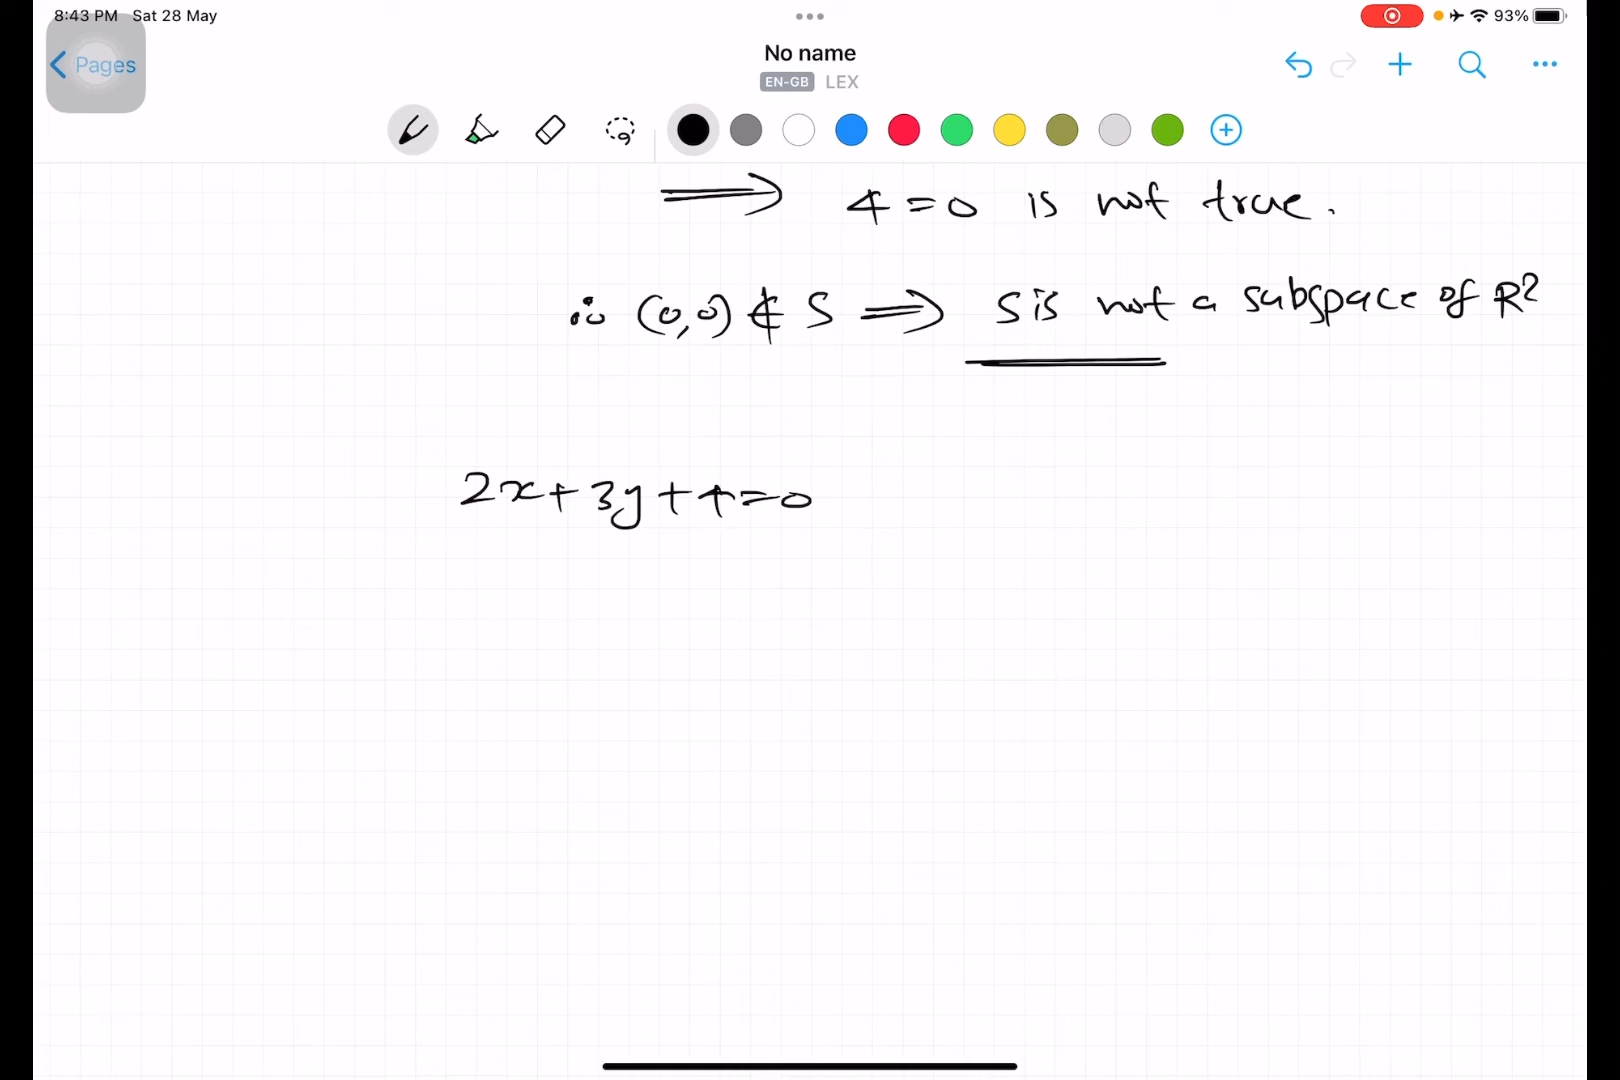 8:43 PM Sat 28 May
93%
Pages
No name
EN-GB LEX
⟹ 4 = 0 is not true.
∴ (0,0) ∉ S ⟹ S is not a subspace of R²
2x + 3y + 4 = 0